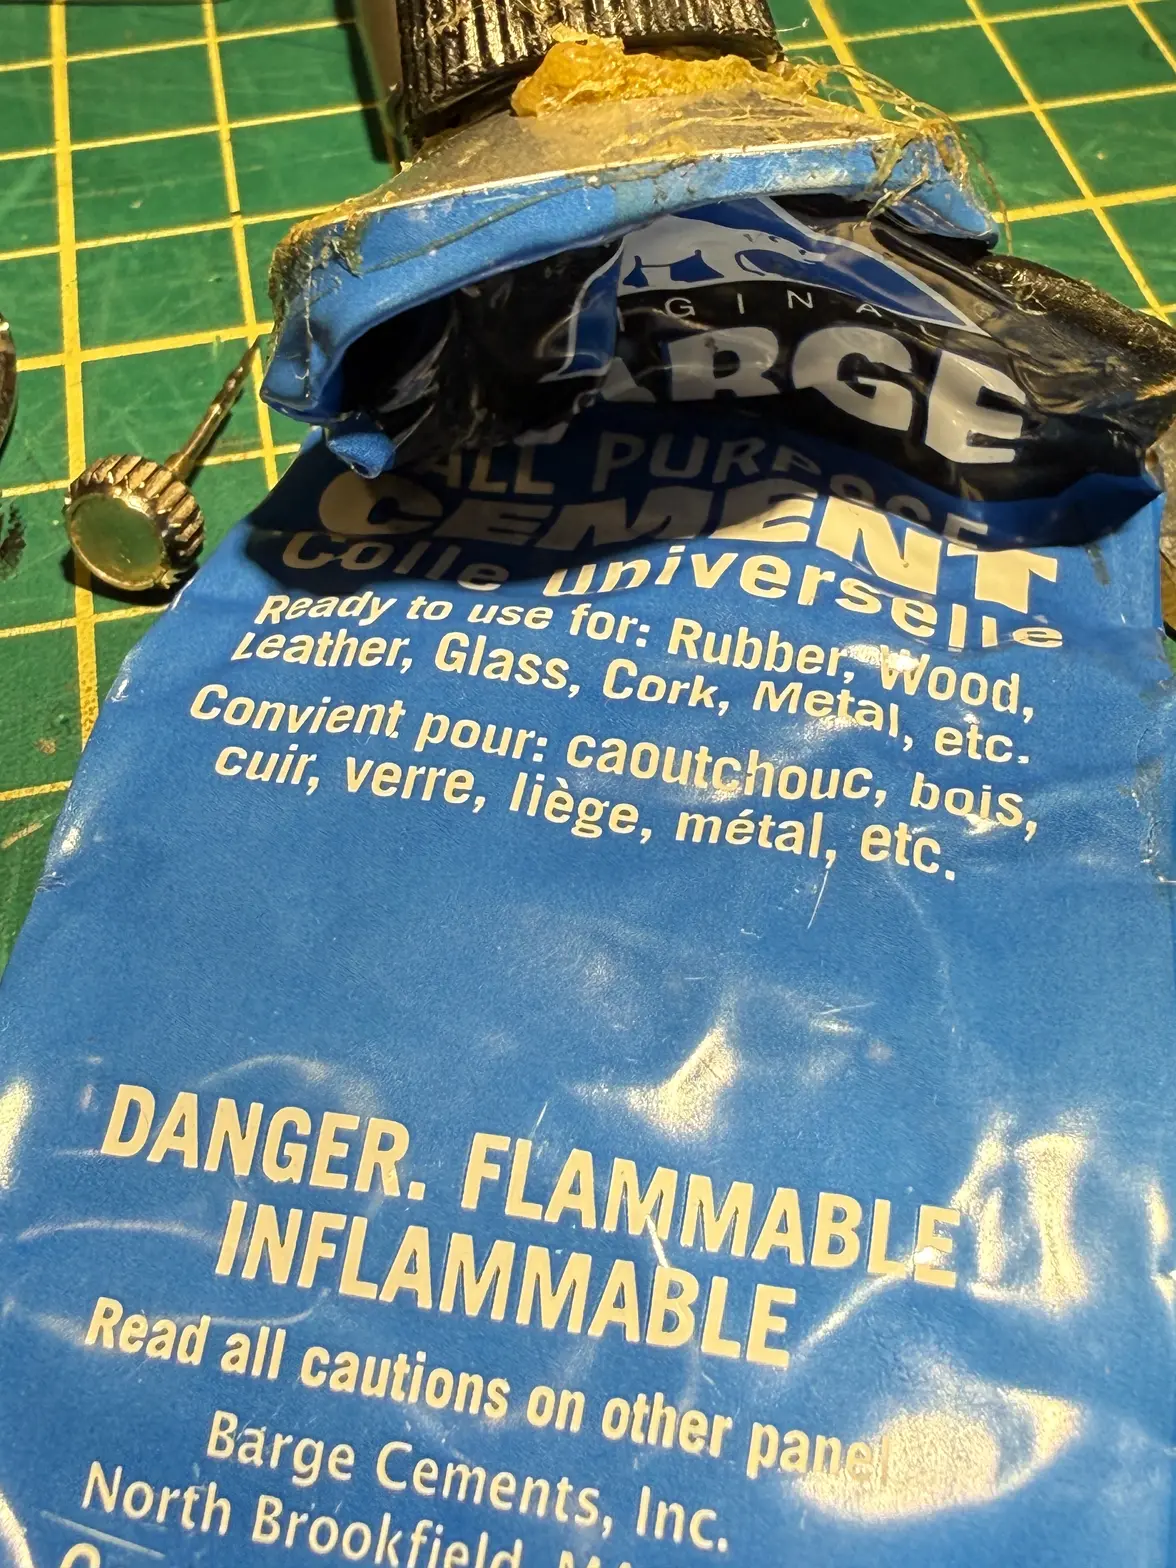 GINA
ARGE
ALL PURPOSE
CEMENT
Colle universelle
Ready to use for: Rubber, Wood,
Leather, Glass, Cork, Metal, etc.
Convient pour: caoutchouc, bois,
cuir, verre, liège, métal, etc.
DANGER. FLAMMABLE
INFLAMMABLE
Read all cautions on other panel
Barge Cements, Inc.
North Brookfield,